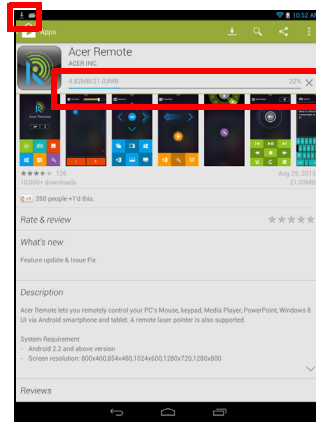 10:52 AM
Apps
Acer Remote
ACER INC.
4.82MB/21.03MB 22%
Acer Remote
126 Aug 29, 2013
10,000+ downloads 21.03MB
+1 260 people +1'd this.
Rate & review
What's new
Feature update & Issue Fix
Description
Acer Remote lets you remotely control your PC's Mouse, keypad, Media Player, PowerPoint, Windows 8
UI via Android smartphone and tablet. A remote laser pointer is also supported.
System Requirement
- Android 2.2 and above version
- Screen resolution: 800x400,854x480,1024x600,1280x720,1280x800
Reviews